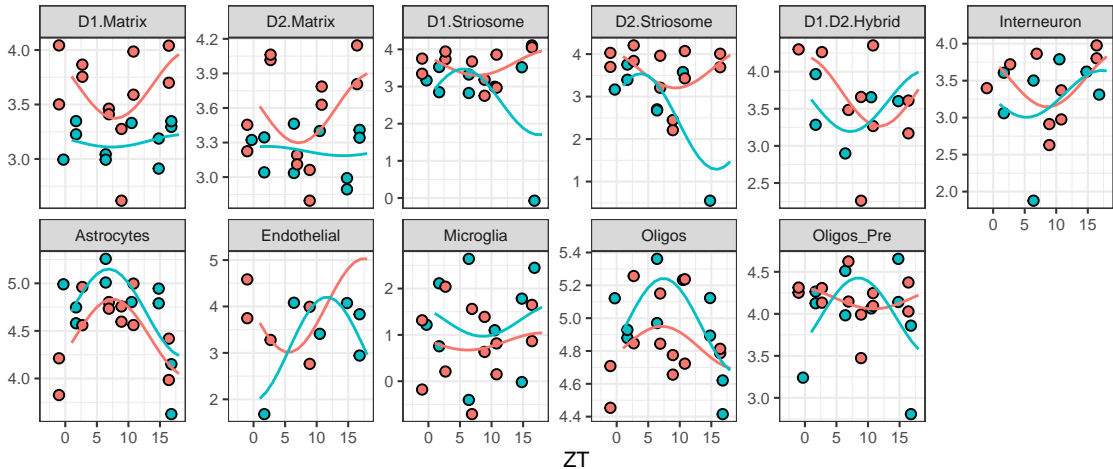 D1.Matrix D2.Matrix D1.Striosome D2.Striosome D1.D2.Hybrid Interneuron
4.0 3.5 3.0
4.2 3.9 3.6 3.3 3.0
4 3 2 1 0
4 3 2 1
4.0 3.5 3.0 2.5
4.0 3.5 3.0 2.5 2.0
0 5 10 15
Astrocytes Endothelial Microglia Oligos Oligos_Pre
5.0 4.5 4.0
5 4 3 2
2 1 0
5.4 5.2 5.0 4.8 4.6 4.4
4.5 4.0 3.5 3.0
0 5 10 15 0 5 10 15 0 5 10 15 0 5 10 15 0 5 10 15
ZT